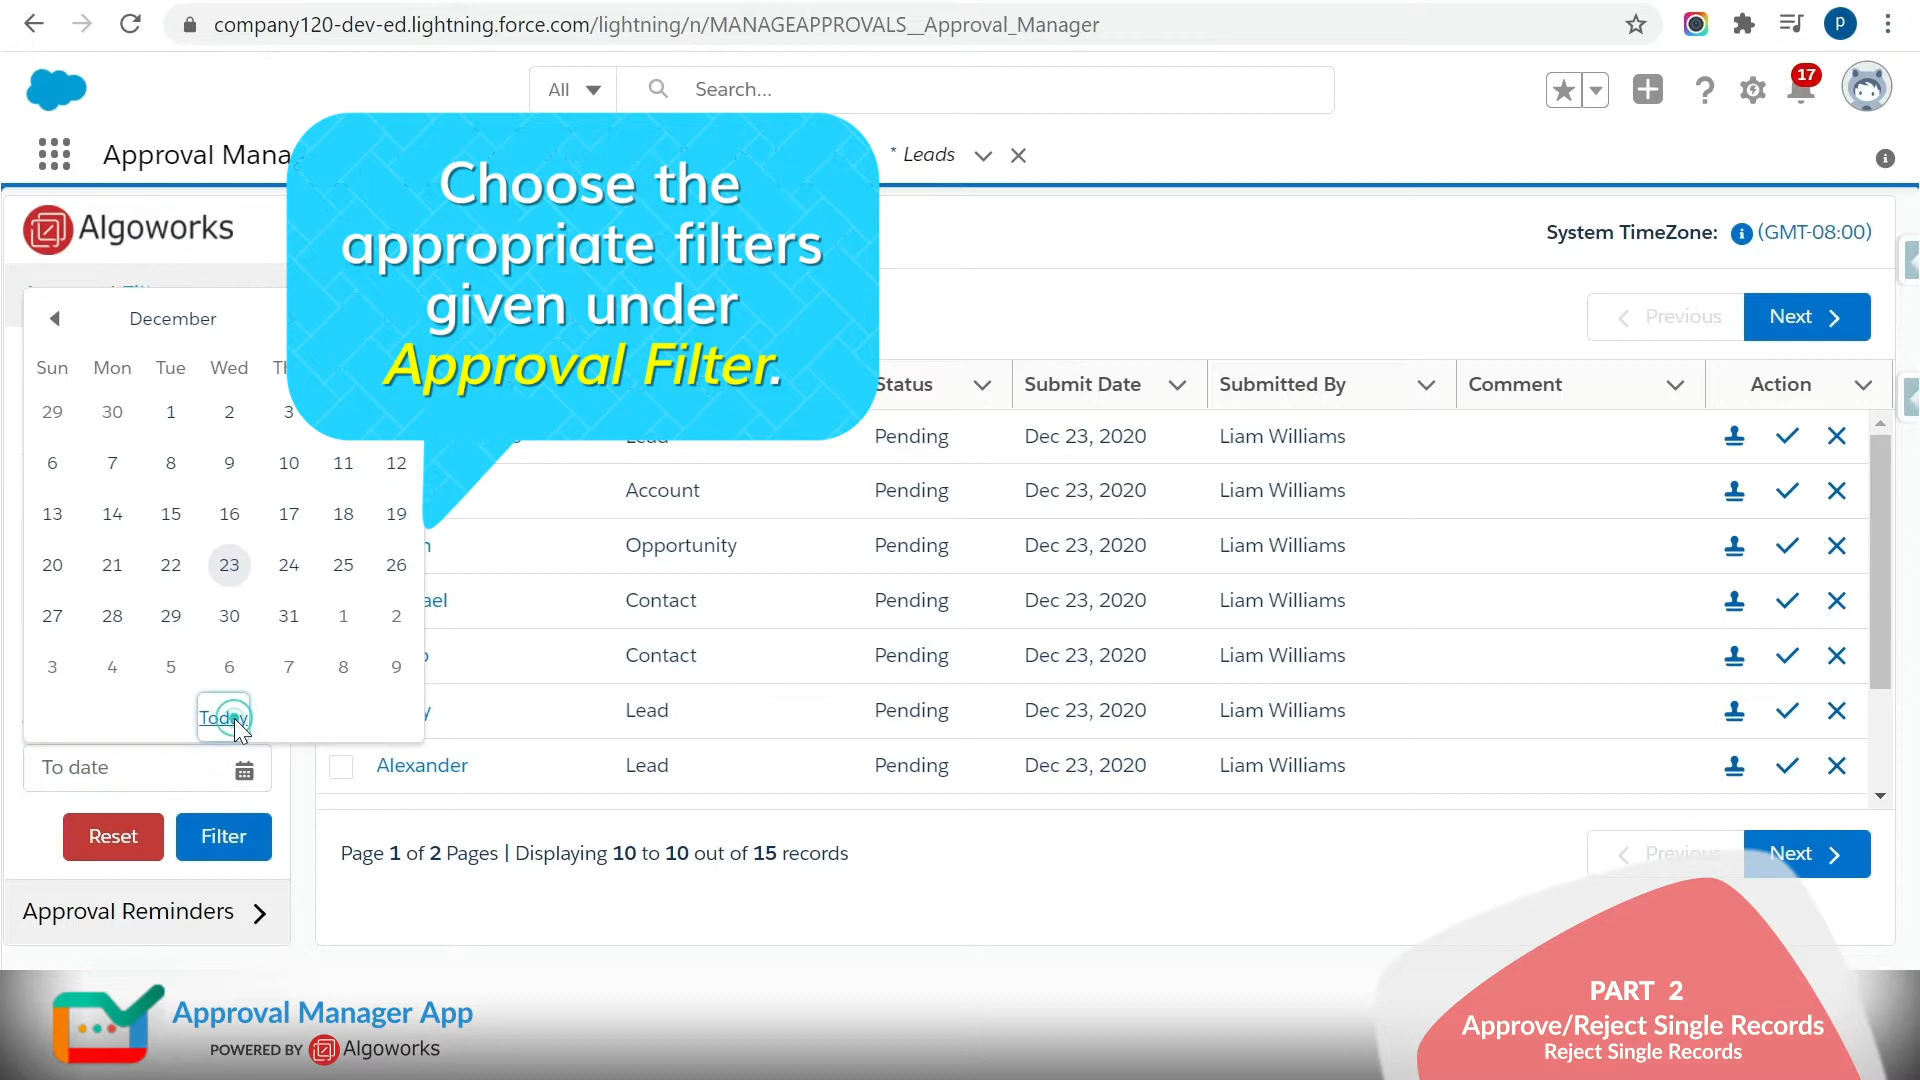 company120-dev-ed.lightning.force.com/lightning/n/MANAGEAPPROVALS__Approval_Manager
P
All
Search...
17
Approval Mana
* Leads
Choose the
appropriate filters
given under
Approval Filter.
Algoworks
System TimeZone: (GMT-08:00)
Previous Next
December
Sun Mon Tue Wed Th
29 30 1 2 3
6 7 8 9 10 11 12
13 14 15 16 17 18 19
20 21 22 23 24 25 26
27 28 29 30 31 1 2
3 4 5 6 7 8 9
Today
To date
Reset Filter
Approval Reminders
Status Submit Date Submitted By Comment Action
Lead Pending Dec 23, 2020 Liam Williams
Account Pending Dec 23, 2020 Liam Williams
n Opportunity Pending Dec 23, 2020 Liam Williams
ael Contact Pending Dec 23, 2020 Liam Williams
Contact Pending Dec 23, 2020 Liam Williams
y Lead Pending Dec 23, 2020 Liam Williams
Alexander Lead Pending Dec 23, 2020 Liam Williams
Page 1 of 2 Pages | Displaying 10 to 10 out of 15 records
Previous Next
Approval Manager App
POWERED BY Algoworks
PART 2
Approve/Reject Single Records
Reject Single Records